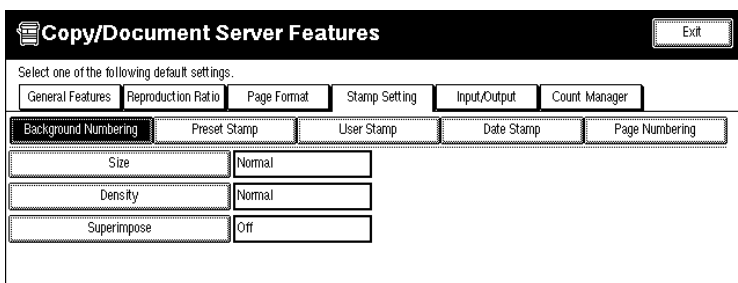 Copy/Document Server Features
Exit
Select one of the following default settings.
General Features Reproduction Ratio Page Format Stamp Setting Input/Output Count Manager
Background Numbering Preset Stamp User Stamp Date Stamp Page Numbering
Size Normal
Density Normal
Superimpose Off